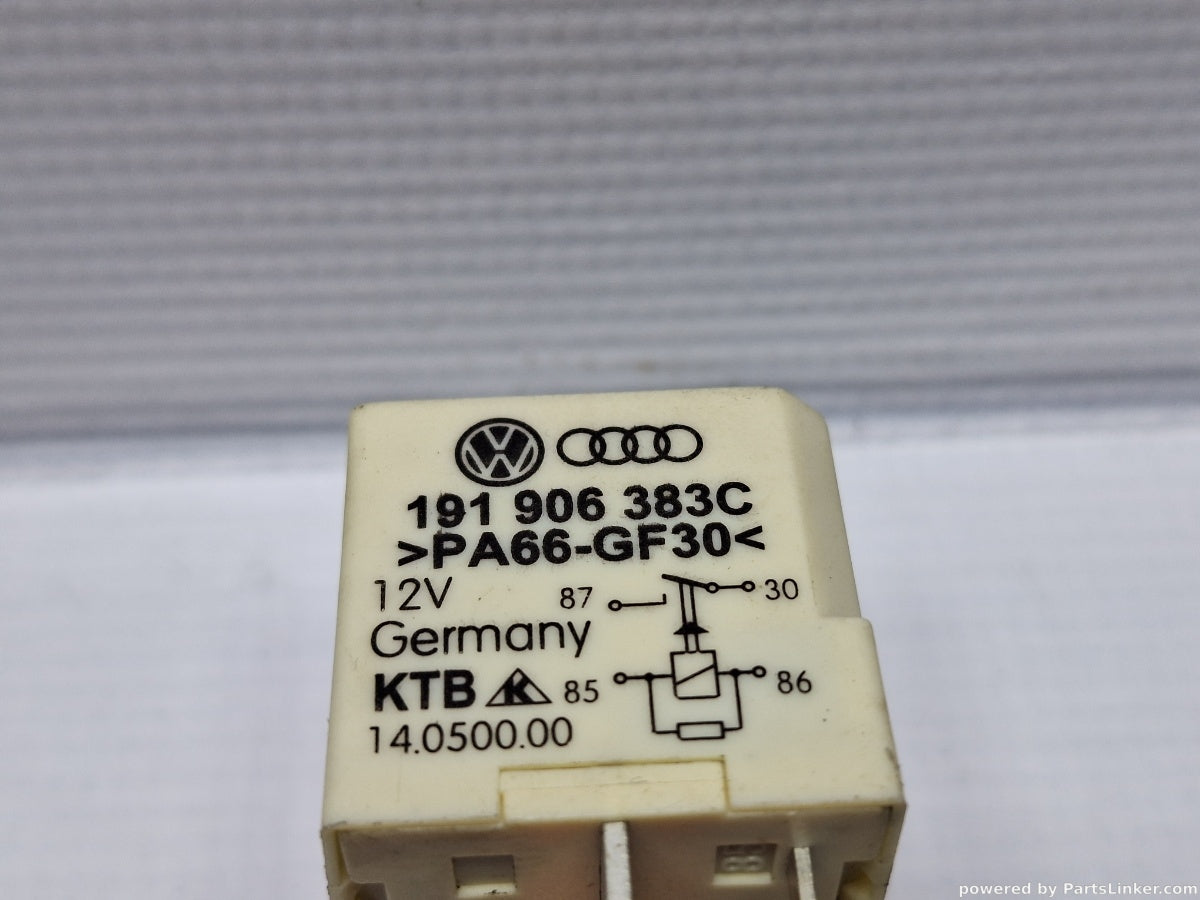 191 906 383C
>PA66-GF30<
12V
87
30
Germany
KTB K
85
86
14.0500.00
powered by PartsLinker.com